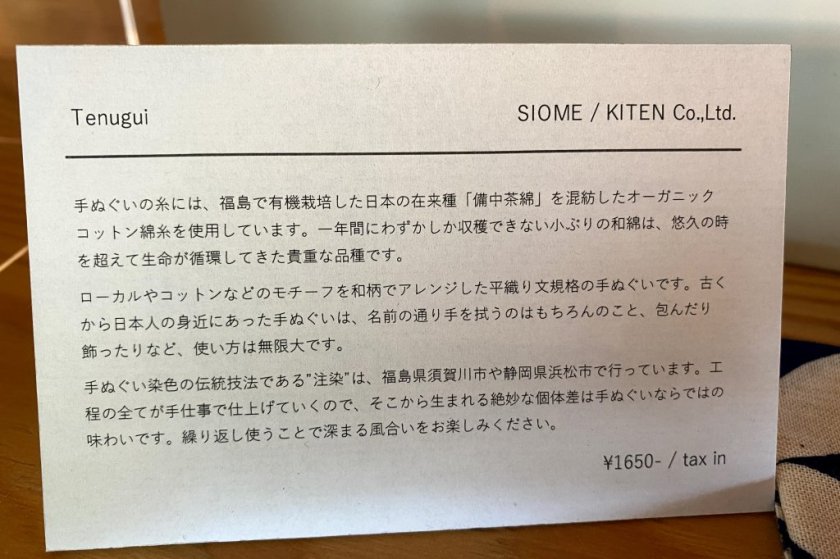 Tenugui
SIOME / KITEN Co.,Ltd.
手ぬぐいの糸には、福島で有機栽培した日本の在来種「備中茶綿」を混紡したオーガニック
コットン綿糸を使用しています。一年間にわずかしか収穫できない小ぶりの和綿は、悠久の時
を超えて生命が循環してきた貴重な品種です。
ローカルやコットンなどのモチーフを和柄でアレンジした平織り文規格の手ぬぐいです。古く
から日本人の身近にあった手ぬぐいは、名前の通り手を拭うのはもちろんのこと、包んだり
飾ったりなど、使い方は無限大です。
手ぬぐい染色の伝統技法である"注染"は、福島県須賀川市や静岡県浜松市で行っています。工
程の全てが手仕事で仕上げていくので、そこから生まれる絶妙な個体差は手ぬぐいならではの
味わいです。繰り返し使うことで深まる風合いをお楽しみください。
¥1650- / tax in